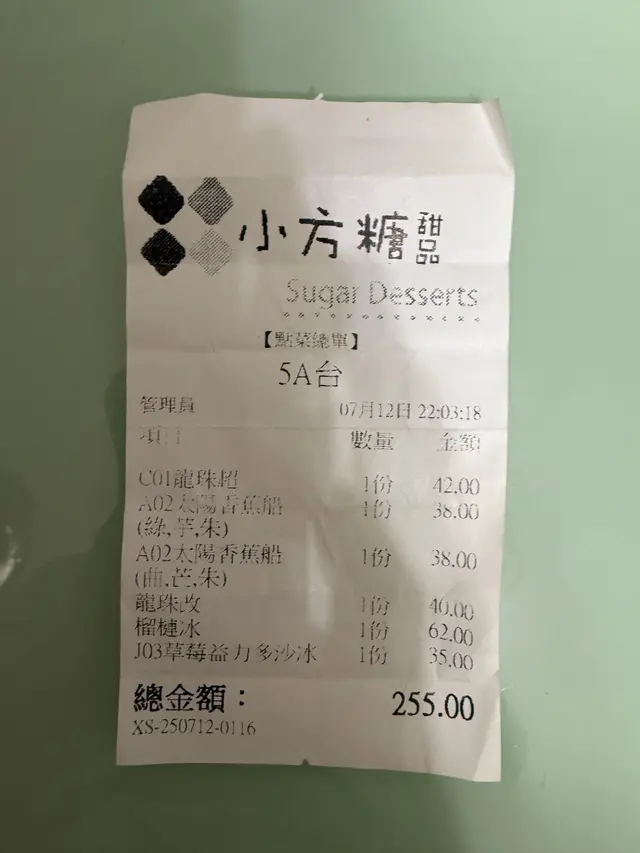 小方糖 甜品
Sugar Desserts
【點菜總單】
5A台
管理員 07月12日 22:03:18
項目 數量 金額
C01龍珠超 1份 42.00
A02太陽香蕉船 1份 38.00
(綠,芋,朱)
A02太陽香蕉船 1份 38.00
(曲,芒,朱)
龍珠改 1份 40.00
榴槤冰 1份 62.00
J03草莓益力多沙冰 1份 35.00
總金額： 255.00
XS-250712-0116